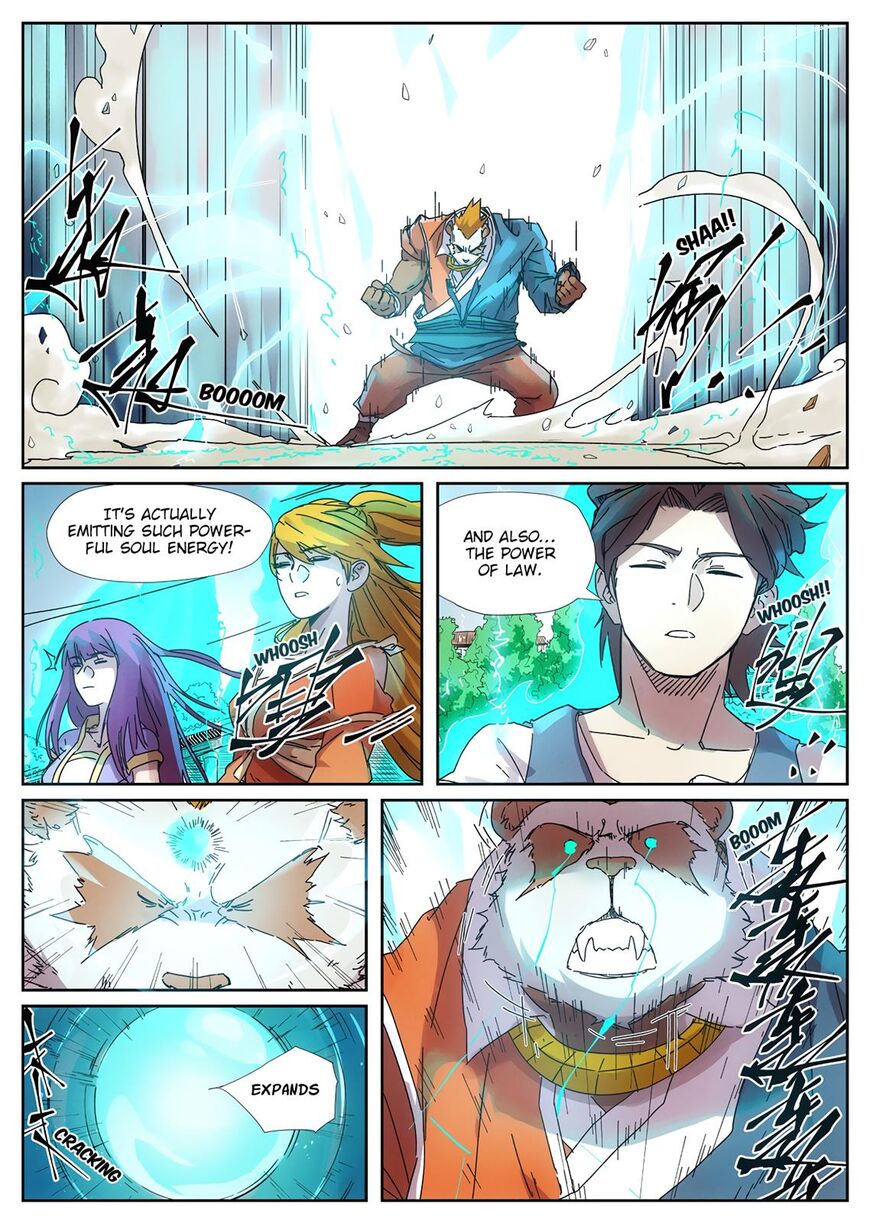 SHAA!!
BOOOOM
IT'S ACTUALLY
EMITTING SUCH POWER-
FUL SOUL ENERGY!
WHOOSH
AND ALSO...
THE POWER
OF LAW.
WHOOSH!!
BOOOM
EXPANDS
CRACKING